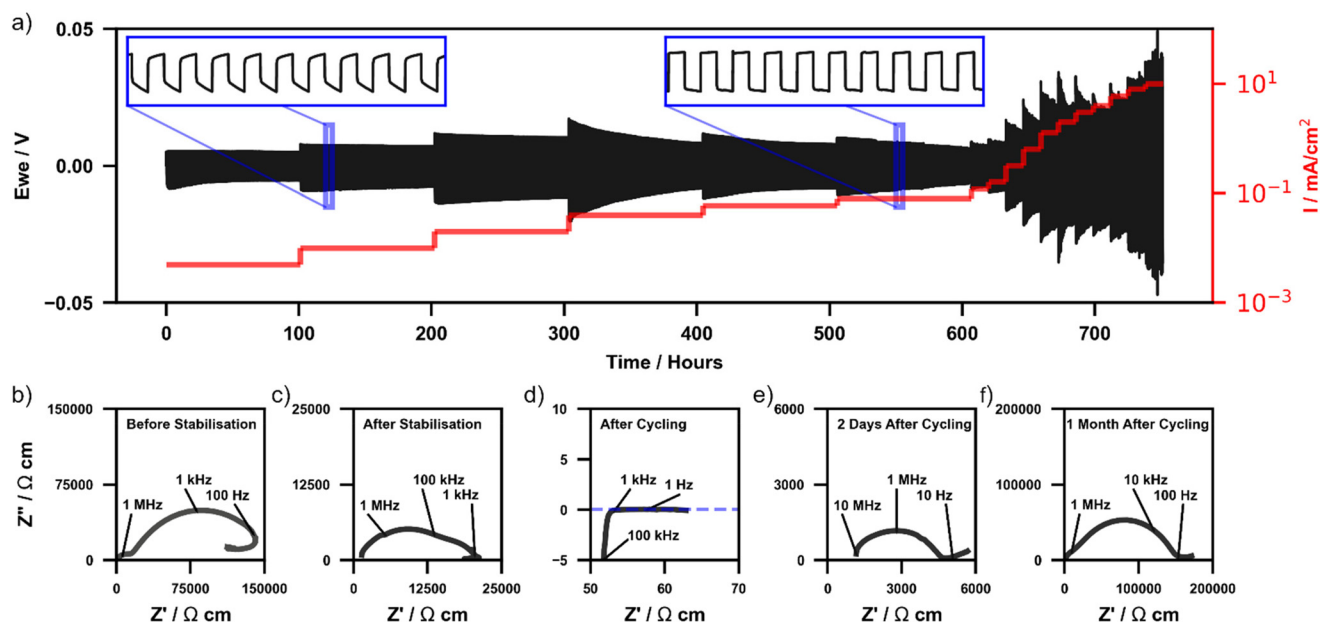 a)
0.05
0.00
−0.05
Ewe / V
10¹
10⁻¹
10⁻³
I / mA/cm²
0 100 200 300 400 500 600 700
Time / Hours
b)
150000
75000
0
Z'' / Ω cm
Before Stabilisation
1 MHz
1 kHz
100 Hz
0 75000 150000
Z' / Ω cm
c)
25000
12500
0
After Stabilisation
1 MHz
100 kHz
1 kHz
0 12500 25000
Z' / Ω cm
d)
10
5
0
−5
After Cycling
1 kHz
1 Hz
100 kHz
50 60 70
Z' / Ω cm
e)
6000
3000
0
2 Days After Cycling
10 MHz
1 MHz
10 Hz
0 3000 6000
Z' / Ω cm
f)
200000
100000
0
1 Month After Cycling
1 MHz
10 kHz
100 Hz
0 100000 200000
Z' / Ω cm